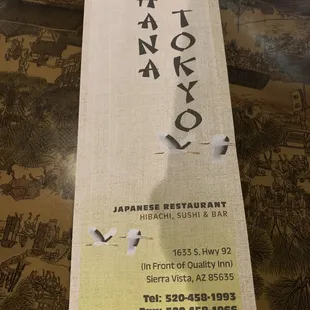 HANA
TOKYO
JAPANESE RESTAURANT
HIBACHI, SUSHI & BAR
1633 S. Hwy 92
(In Front of Quality Inn)
Sierra Vista, AZ 85635
Tel: 520-458-1993